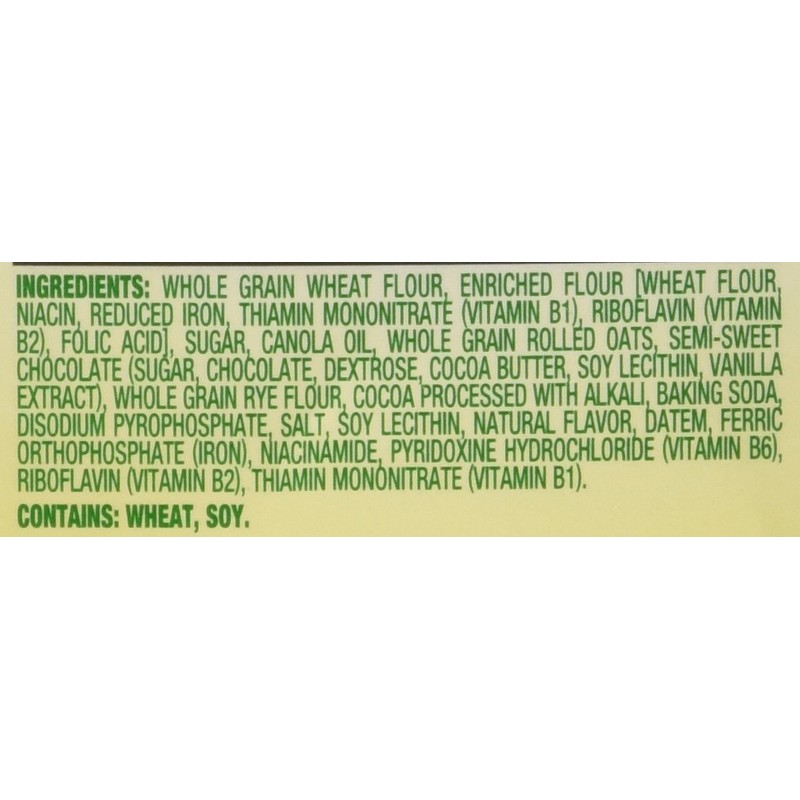 INGREDIENTS: WHOLE GRAIN WHEAT FLOUR, ENRICHED FLOUR [WHEAT FLOUR,
NIACIN, REDUCED IRON, THIAMIN MONONITRATE (VITAMIN B1), RIBOFLAVIN (VITAMIN
B2), FOLIC ACID], SUGAR, CANOLA OIL, WHOLE GRAIN ROLLED OATS, SEMI-SWEET
CHOCOLATE (SUGAR, CHOCOLATE, DEXTROSE, COCOA BUTTER, SOY LECITHIN, VANILLA
EXTRACT), WHOLE GRAIN RYE FLOUR, COCOA PROCESSED WITH ALKALI, BAKING SODA,
DISODIUM PYROPHOSPHATE, SALT, SOY LECITHIN, NATURAL FLAVOR, DATEM, FERRIC
ORTHOPHOSPHATE (IRON), NIACINAMIDE, PYRIDOXINE HYDROCHLORIDE (VITAMIN B6),
RIBOFLAVIN (VITAMIN B2), THIAMIN MONONITRATE (VITAMIN B1).
CONTAINS: WHEAT, SOY.